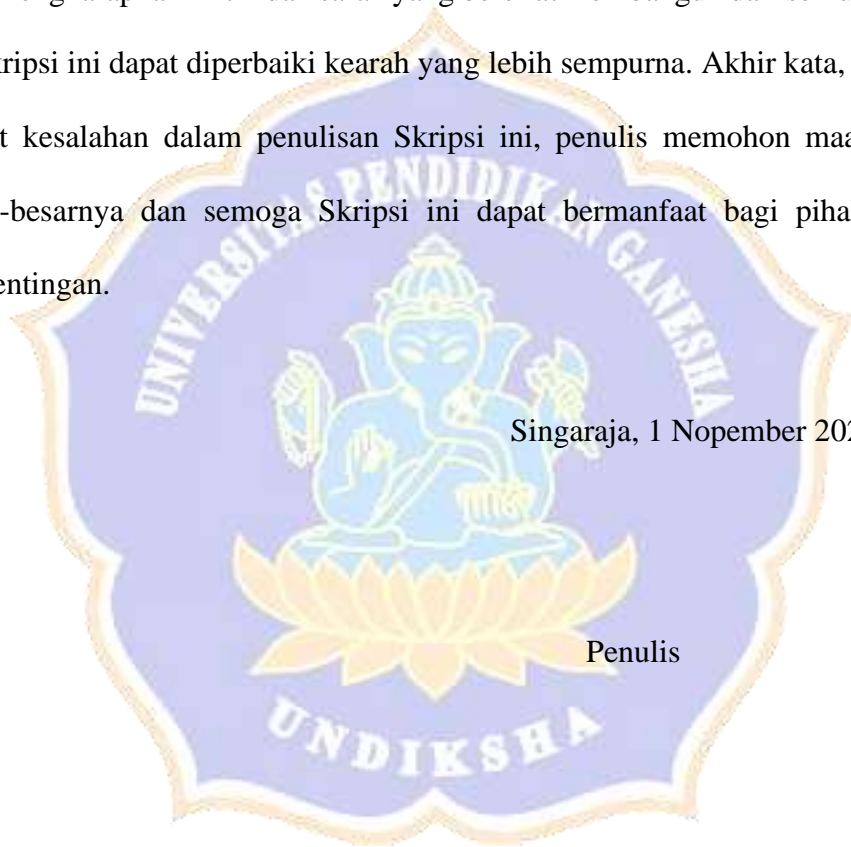 kripsi ini dapat diperbaiki kearah yang lebih sempurna. Akhir kata,
t kesalahan dalam penulisan Skripsi ini, penulis memohon maa
-besarnya dan semoga Skripsi ini dapat bermanfaat bagi piha
entingan.
UNIVERSITAS PENDIDIKAN GANESHA
Singaraja, 1 Nopember 202
Penulis
UNDIKSHA